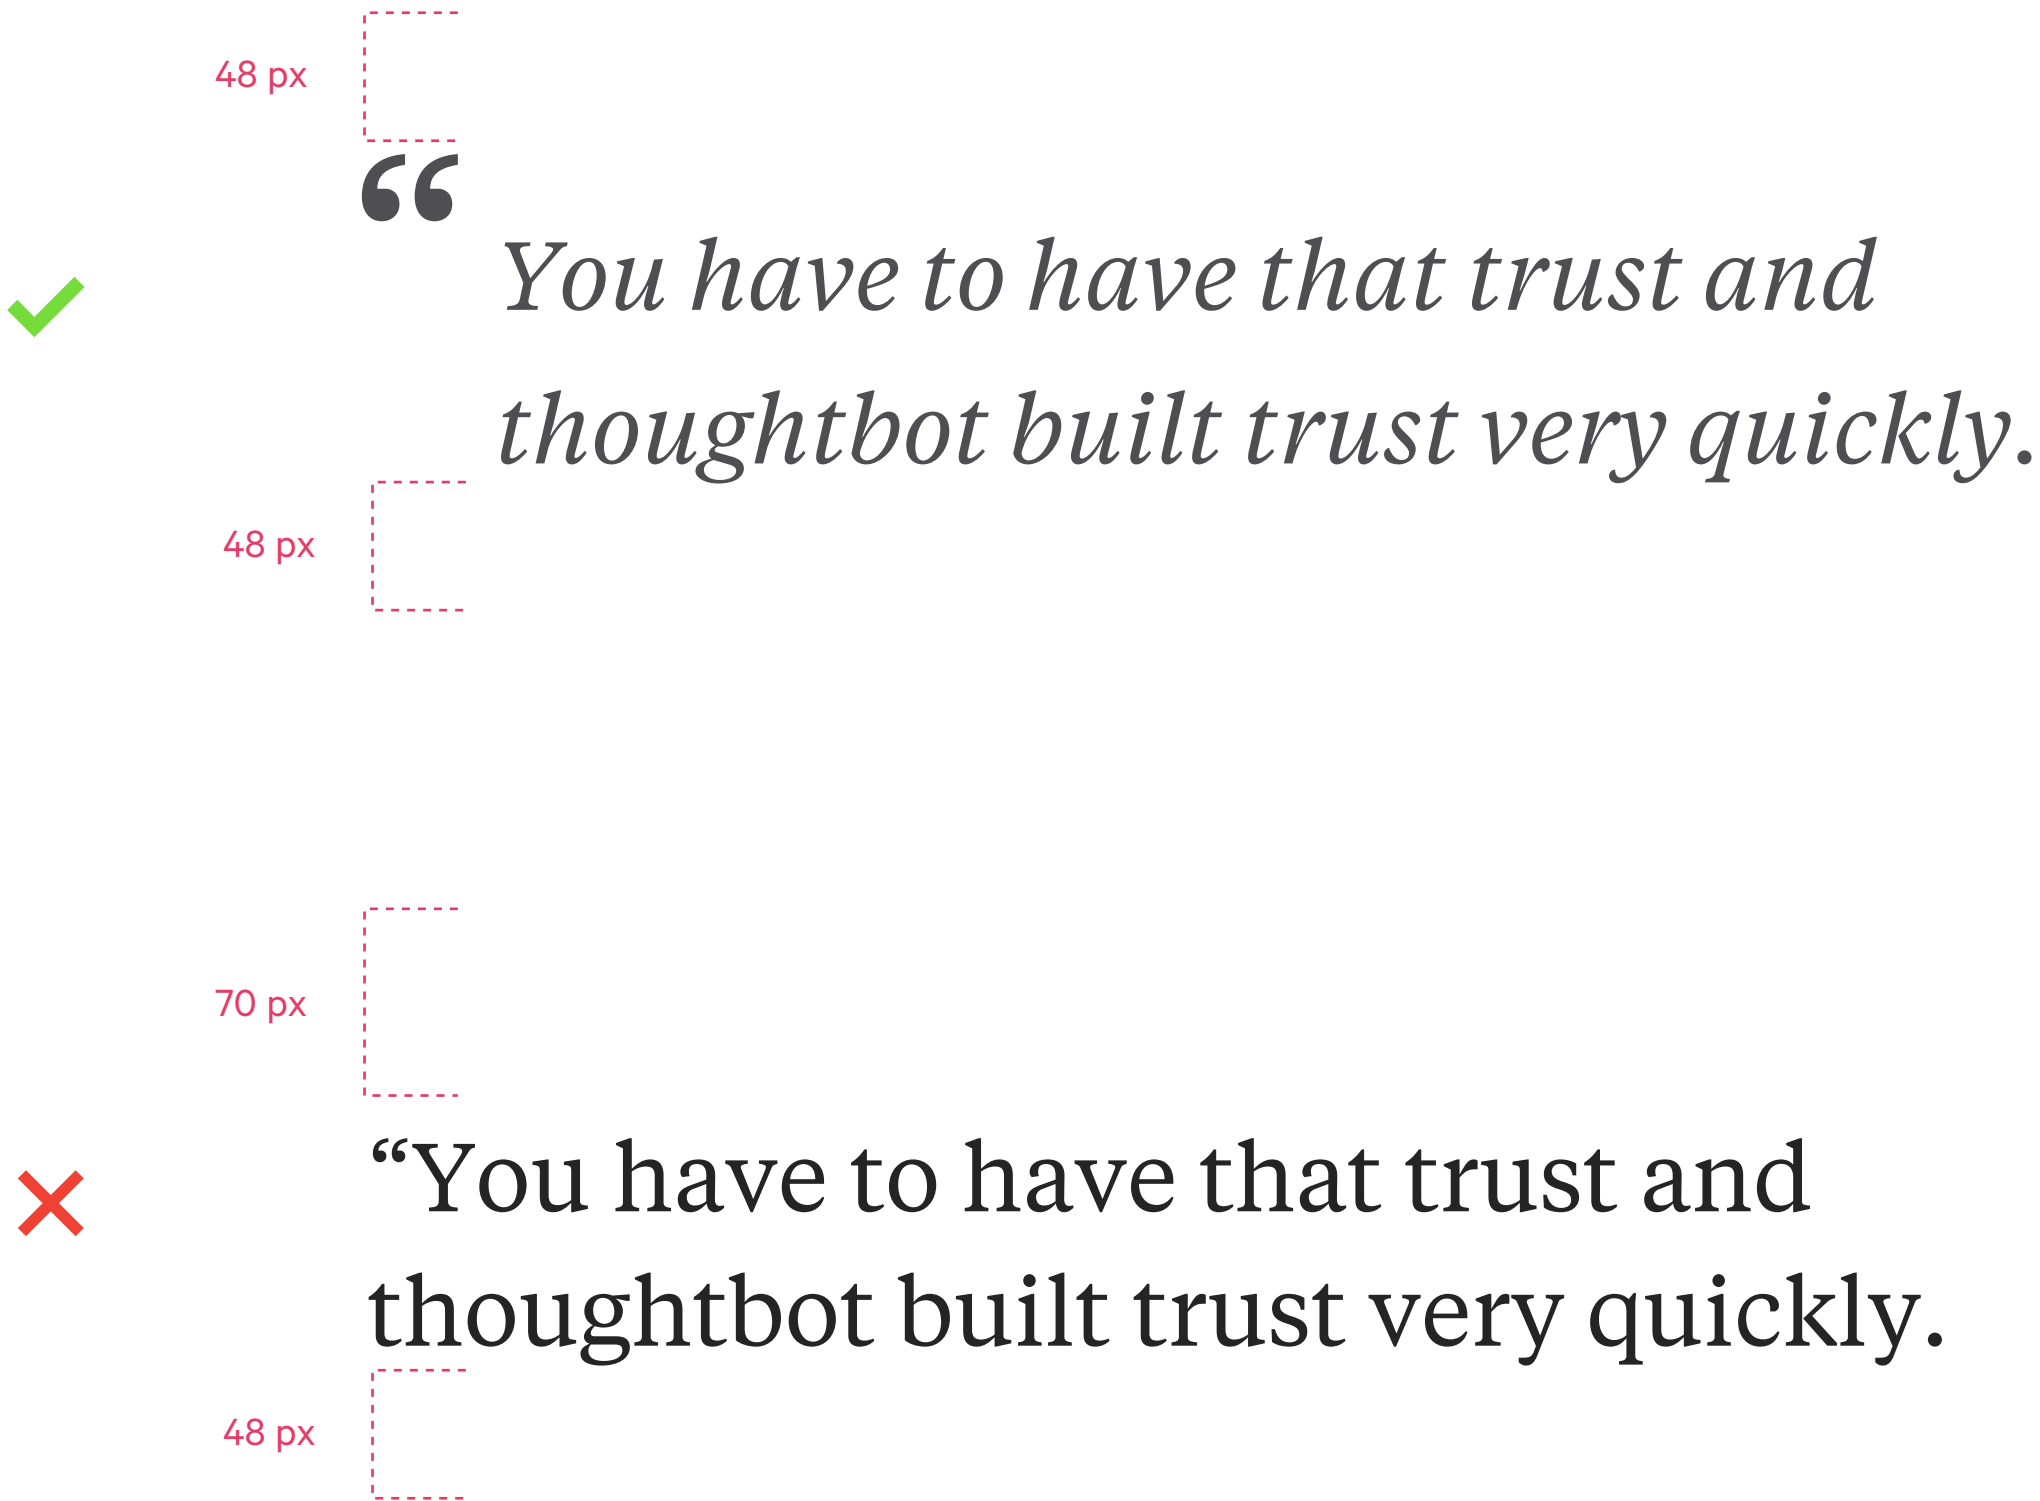 48 px
“
You have to have that trust and
thoughtbot built trust very quickly.
48 px
70 px
“You have to have that trust and
thoughtbot built trust very quickly.
48 px